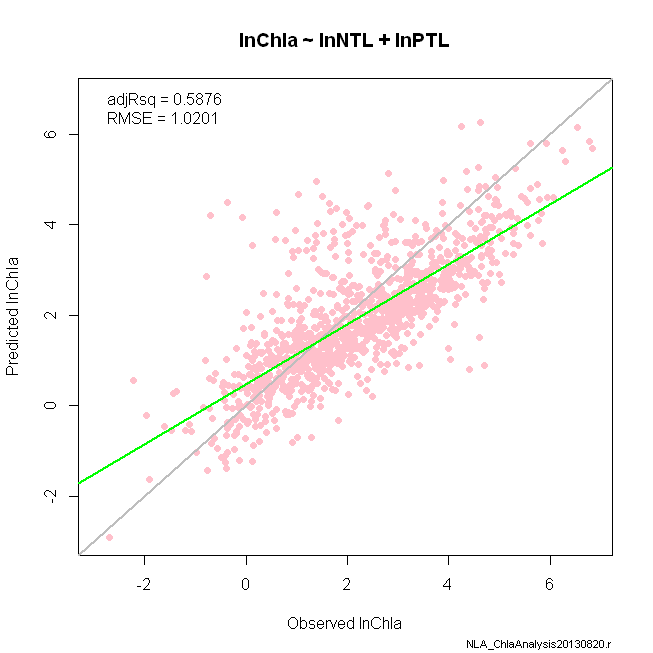 lnChla ~ lnNTL + lnPTL
adjRsq = 0.5876
RMSE = 1.0201
6
4
2
0
-2
Predicted lnChla
-2 0 2 4 6
Observed lnChla
NLA_ChlaAnalysis20130820.r